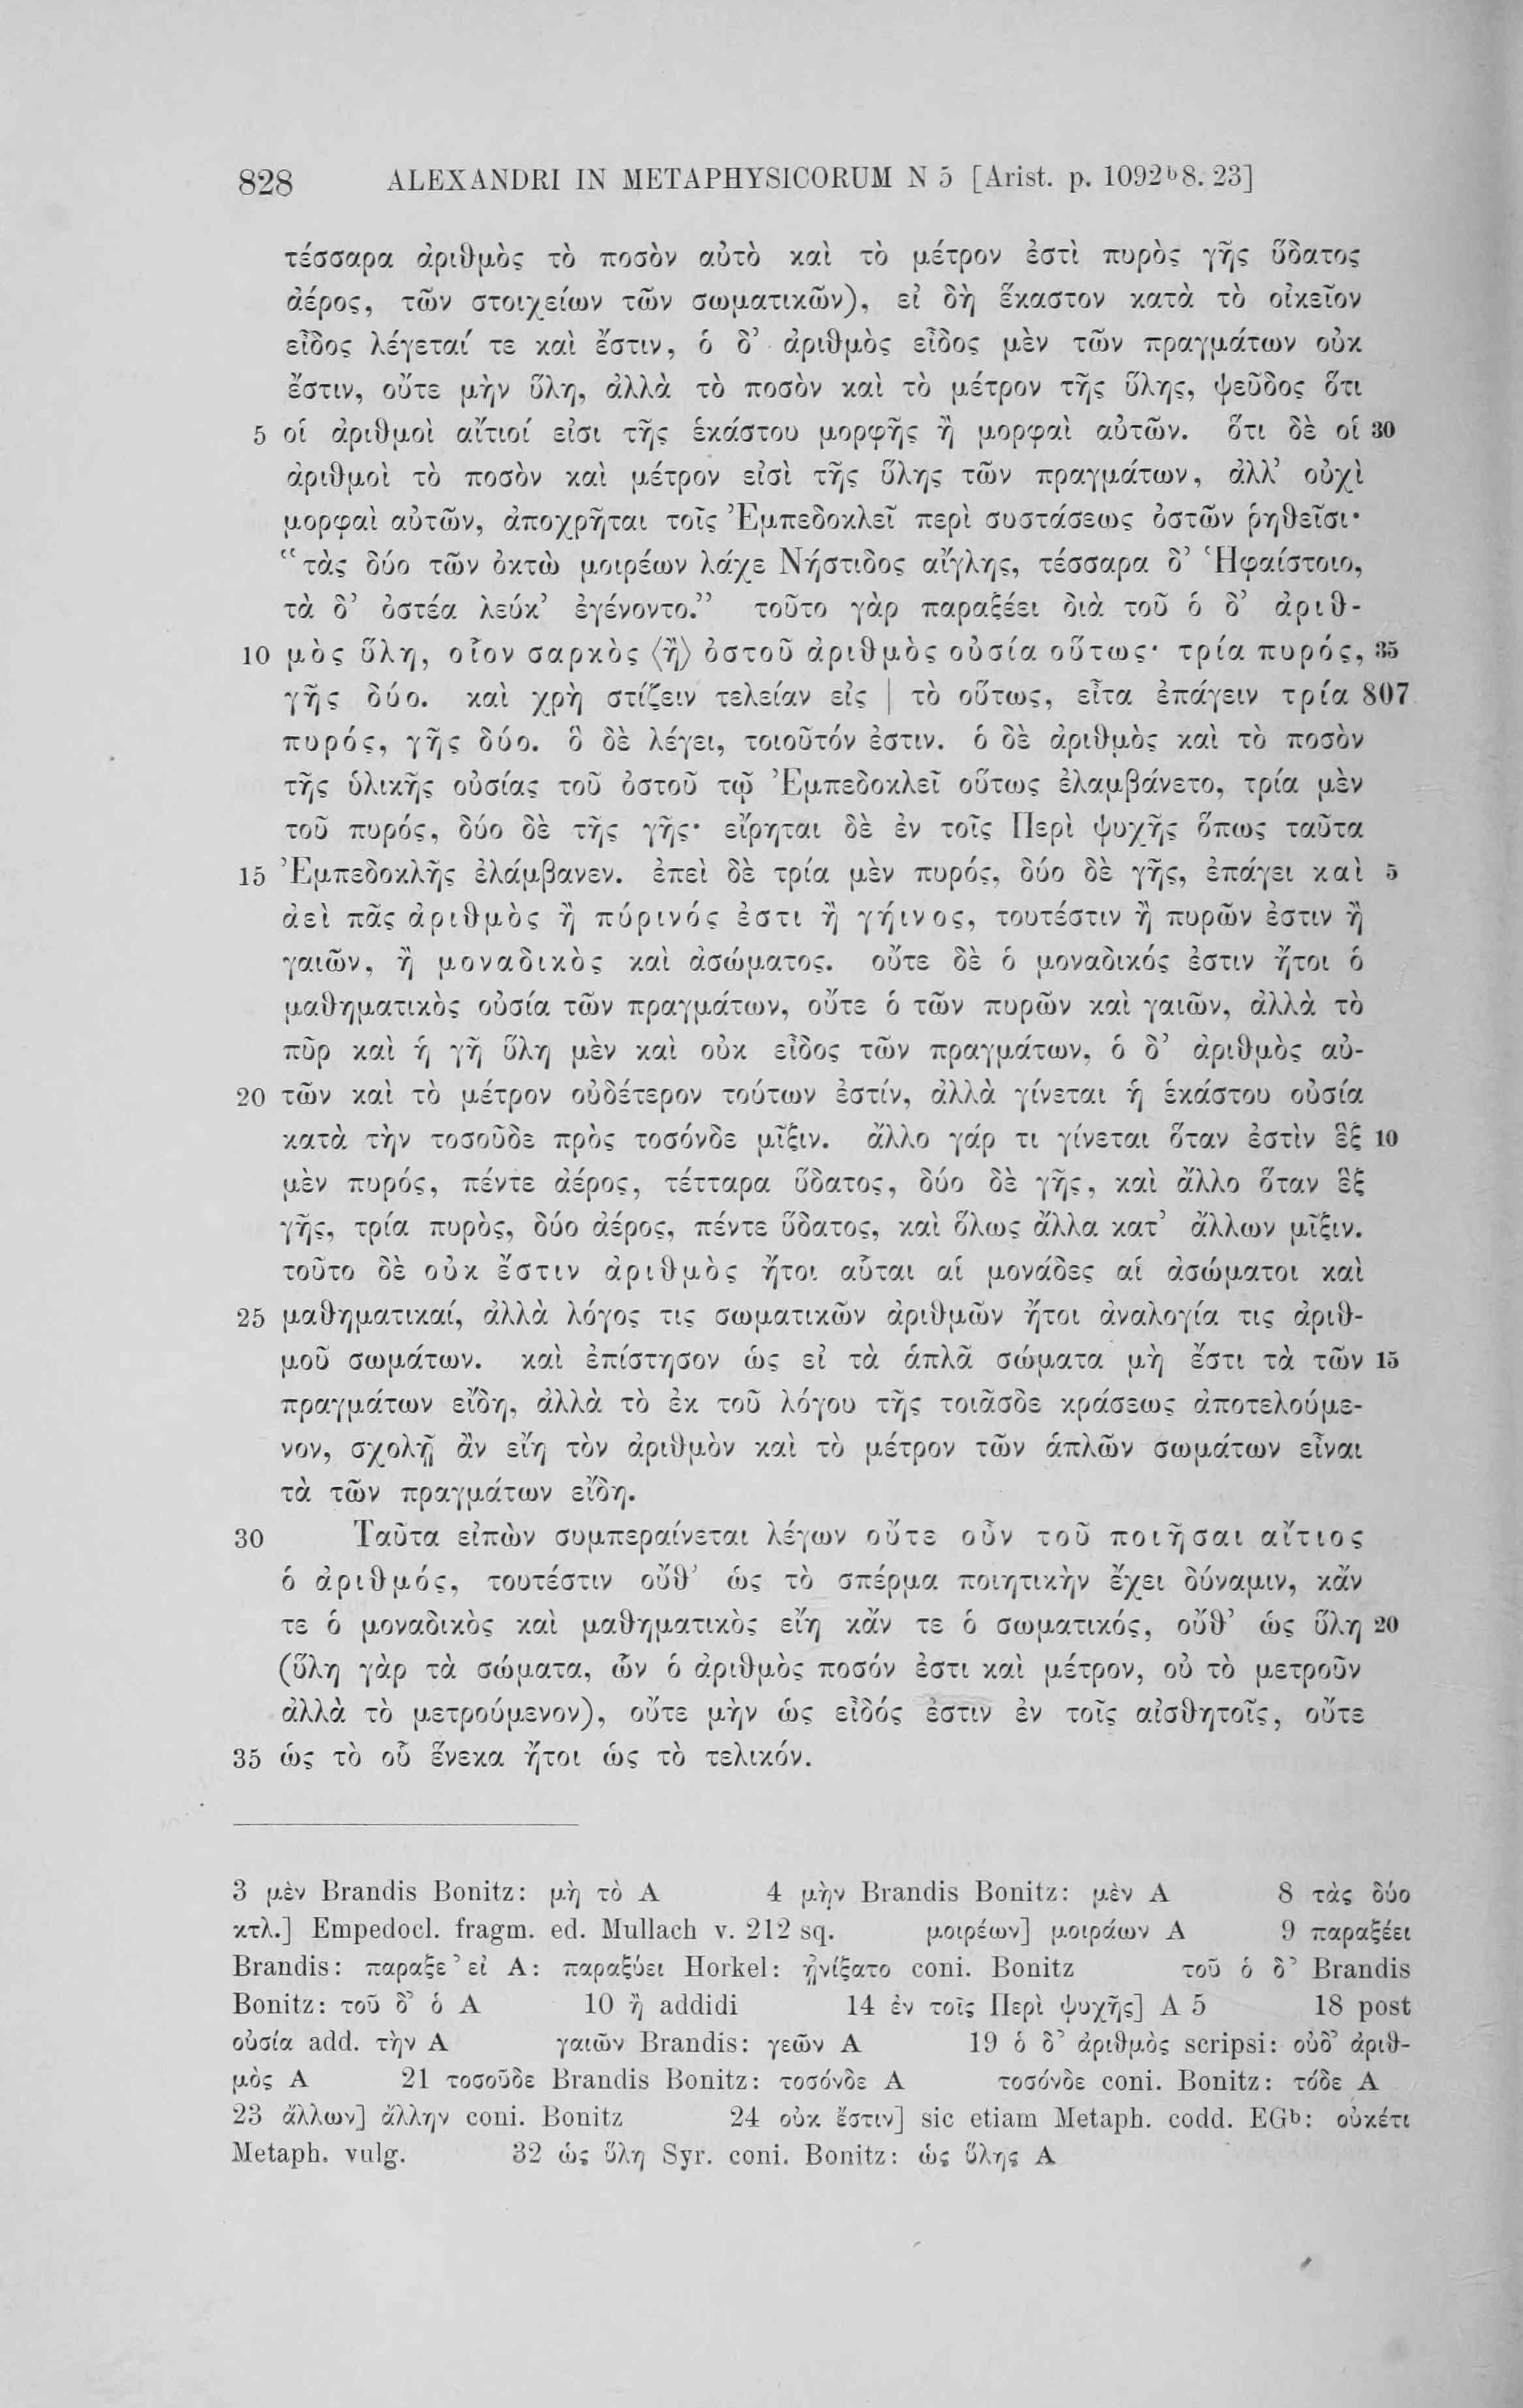 828 ALEXANDRI IN METAPHYSICORUM N 5 [Arist. p. 1092ᵇ8. 23]
τέσσαρα ἀριϑμὸς τὸ ποσὸν αὐτὸ καὶ τὸ μέτρον ἐστὶ πυρὸς γῆς ὕδατος
ἀέρος, τῶν στοιχείων τῶν σωματικῶν), εἰ δὴ ἕκαστον κατὰ τὸ οἰκεῖον
εἶδος λέγεταί τε καὶ ἔστιν, ὁ δ’ ἀριϑμὸς εἶδος μὲν τῶν πραγμάτων οὐκ
ἔστιν, οὔτε μὴν ὕλη, ἀλλὰ τὸ ποσὸν καὶ τὸ μέτρον τῆς ὕλης, ψεῦδος ὅτι
5 οἱ ἀριϑμοὶ αἴτιοί εἰσι τῆς ἑκάστου μορφῆς ἢ μορφαὶ αὐτῶν. ὅτι δὲ οἱ 30
ἀριϑμοὶ τὸ ποσὸν καὶ μέτρον εἰσὶ τῆς ὕλης τῶν πραγμάτων, ἀλλ’ οὐχὶ
μορφαὶ αὐτῶν, ἀποχρῆται τοῖς Ἐμπεδοκλεῖ περὶ συστάσεως ὀστῶν ῥηϑεῖσι·
“τὰς δύο τῶν ὀκτὼ μοιρέων λάχε Νήστιδος αἴγλης, τέσσαρα δ’ Ἡφαίστοιο,
τὰ δ’ ὀστέα λεύκ’ ἐγένοντο.” τοῦτο γὰρ παραξέει διὰ τοῦ ὁ δ’ ἀριϑ-
10 μὸς ὕλη, οἷον σαρκὸς ⟨ἢ⟩ ὀστοῦ ἀριϑμὸς οὐσία οὕτως· τρία πυρός, 35
γῆς δύο. καὶ χρὴ στίζειν τελείαν εἰς | τὸ οὕτως, εἶτα ἐπάγειν τρία 807
πυρός, γῆς δύο. ὃ δὲ λέγει, τοιοῦτόν ἐστιν. ὁ δὲ ἀριϑμὸς καὶ τὸ ποσὸν
τῆς ὑλικῆς οὐσίας τοῦ ὀστοῦ τῷ Ἐμπεδοκλεῖ οὕτως ἐλαμβάνετο, τρία μὲν
τοῦ πυρός, δύο δὲ τῆς γῆς· εἴρηται δὲ ἐν τοῖς Περὶ ψυχῆς ὅπως ταῦτα
15 Ἐμπεδοκλῆς ἐλάμβανεν. ἐπεὶ δὲ τρία μὲν πυρός, δύο δὲ γῆς, ἐπάγει καὶ 5
ἀεὶ πᾶς ἀριϑμὸς ἢ πύρινός ἐστι ἢ γήινος, τουτέστιν ἢ πυρῶν ἐστιν ἢ
γαιῶν, ἢ μοναδικὸς καὶ ἀσώματος. οὔτε δὲ ὁ μοναδικός ἐστιν ἤτοι ὁ
μαϑηματικὸς οὐσία τῶν πραγμάτων, οὔτε ὁ τῶν πυρῶν καὶ γαιῶν, ἀλλὰ τὸ
πῦρ καὶ ἡ γῆ ὕλη μὲν καὶ οὐκ εἶδος τῶν πραγμάτων, ὁ δ’ ἀριϑμὸς αὐ-
20 τῶν καὶ τὸ μέτρον οὐδέτερον τούτων ἐστίν, ἀλλὰ γίνεται ἡ ἑκάστου οὐσία
κατὰ τὴν τοσοῦδε πρὸς τοσόνδε μῖξιν. ἄλλο γάρ τι γίνεται ὅταν ἐστὶν ἓξ 10
μὲν πυρός, πέντε ἀέρος, τέτταρα ὕδατος, δύο δὲ γῆς, καὶ ἄλλο ὅταν ἓξ
γῆς, τρία πυρὸς, δύο ἀέρος, πέντε ὕδατος, καὶ ὅλως ἄλλα κατ’ ἄλλων μῖξιν.
τοῦτο δὲ οὐκ ἔστιν ἀριϑμὸς ἤτοι αὗται αἱ μονάδες αἱ ἀσώματοι καὶ
25 μαϑηματικαί, ἀλλὰ λόγος τις σωματικῶν ἀριϑμῶν ἤτοι ἀναλογία τις ἀριϑ-
μοῦ σωμάτων. καὶ ἐπίστησον ὡς εἰ τὰ ἁπλᾶ σώματα μὴ ἔστι τὰ τῶν 15
πραγμάτων εἴδη, ἀλλὰ τὸ ἐκ τοῦ λόγου τῆς τοιᾶσδε κράσεως ἀποτελούμε-
νον, σχολῇ ἂν εἴη τὸν ἀριϑμὸν καὶ τὸ μέτρον τῶν ἁπλῶν σωμάτων εἶναι
τὰ τῶν πραγμάτων εἴδη.
30 Ταῦτα εἰπὼν συμπεραίνεται λέγων οὔτε οὖν τοῦ ποιῆσαι αἴτιος
ὁ ἀριϑμός, τουτέστιν οὔϑ’ ὡς τὸ σπέρμα ποιητικὴν ἔχει δύναμιν, κἄν
τε ὁ μοναδικὸς καὶ μαϑηματικὸς εἴη κἄν τε ὁ σωματικός, οὔϑ’ ὡς ὕλη 20
(ὕλη γὰρ τὰ σώματα, ὧν ὁ ἀριϑμὸς ποσόν ἐστι καὶ μέτρον, οὐ τὸ μετροῦν
ἀλλὰ τὸ μετρούμενον), οὔτε μὴν ὡς εἶδός ἐστιν ἐν τοῖς αἰσϑητοῖς, οὔτε
35 ὡς τὸ οὗ ἕνεκα ἤτοι ὡς τὸ τελικόν.
3 μὲν Brandis Bonitz: μὴ τὸ A 4 μὴν Brandis Bonitz: μὲν A 8 τὰς δύο
κτλ.] Empedocl. fragm. ed. Mullach v. 212 sq. μοιρέων] μοιράων A 9 παραξέει
Brandis: παραξε’ εἰ A: παραξύει Horkel: ᾐνίξατο coni. Bonitz τοῦ ὁ δ’ Brandis
Bonitz: τοῦ δ’ ὁ A 10 ἢ addidi 14 ἐν τοῖς Περὶ ψυχῆς] A 5 18 post
οὐσία add. τὴν A γαιῶν Brandis: γεῶν A 19 ὁ δ’ ἀριϑμὸς scripsi: οὐδ’ ἀριϑ-
μὸς A 21 τοσοῦδε Brandis Bonitz: τοσόνδε A τοσόνδε coni. Bonitz: τόδε A
23 ἄλλων] ἄλλην coni. Bonitz 24 οὐκ ἔστιν] sic etiam Metaph. codd. EGᵇ: οὐκέτι
Metaph. vulg. 32 ὡς ὕλη Syr. coni. Bonitz: ὡς ὕλης A